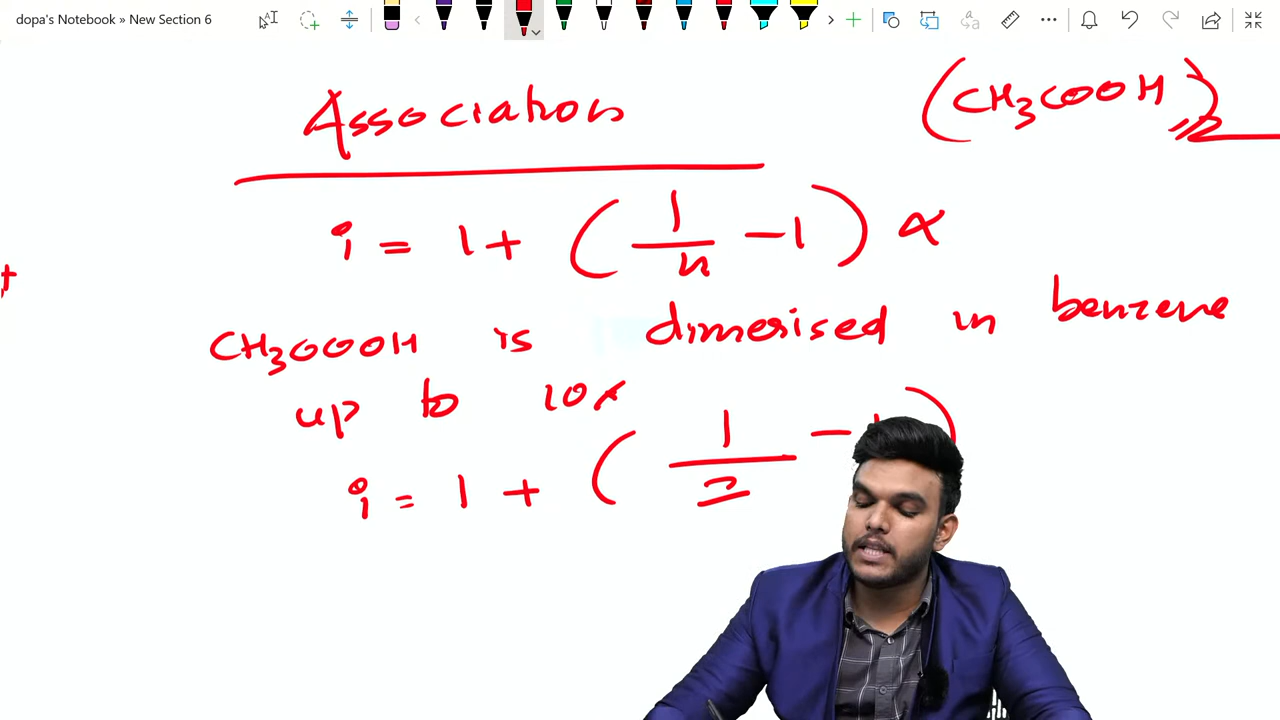 dopa's Notebook » New Section 6
Association
(CH3COOH)2
i = 1 + (1/n - 1) α
CH3COOH is dimerised in benzene
up to 10%
i = 1 + (1/2 -